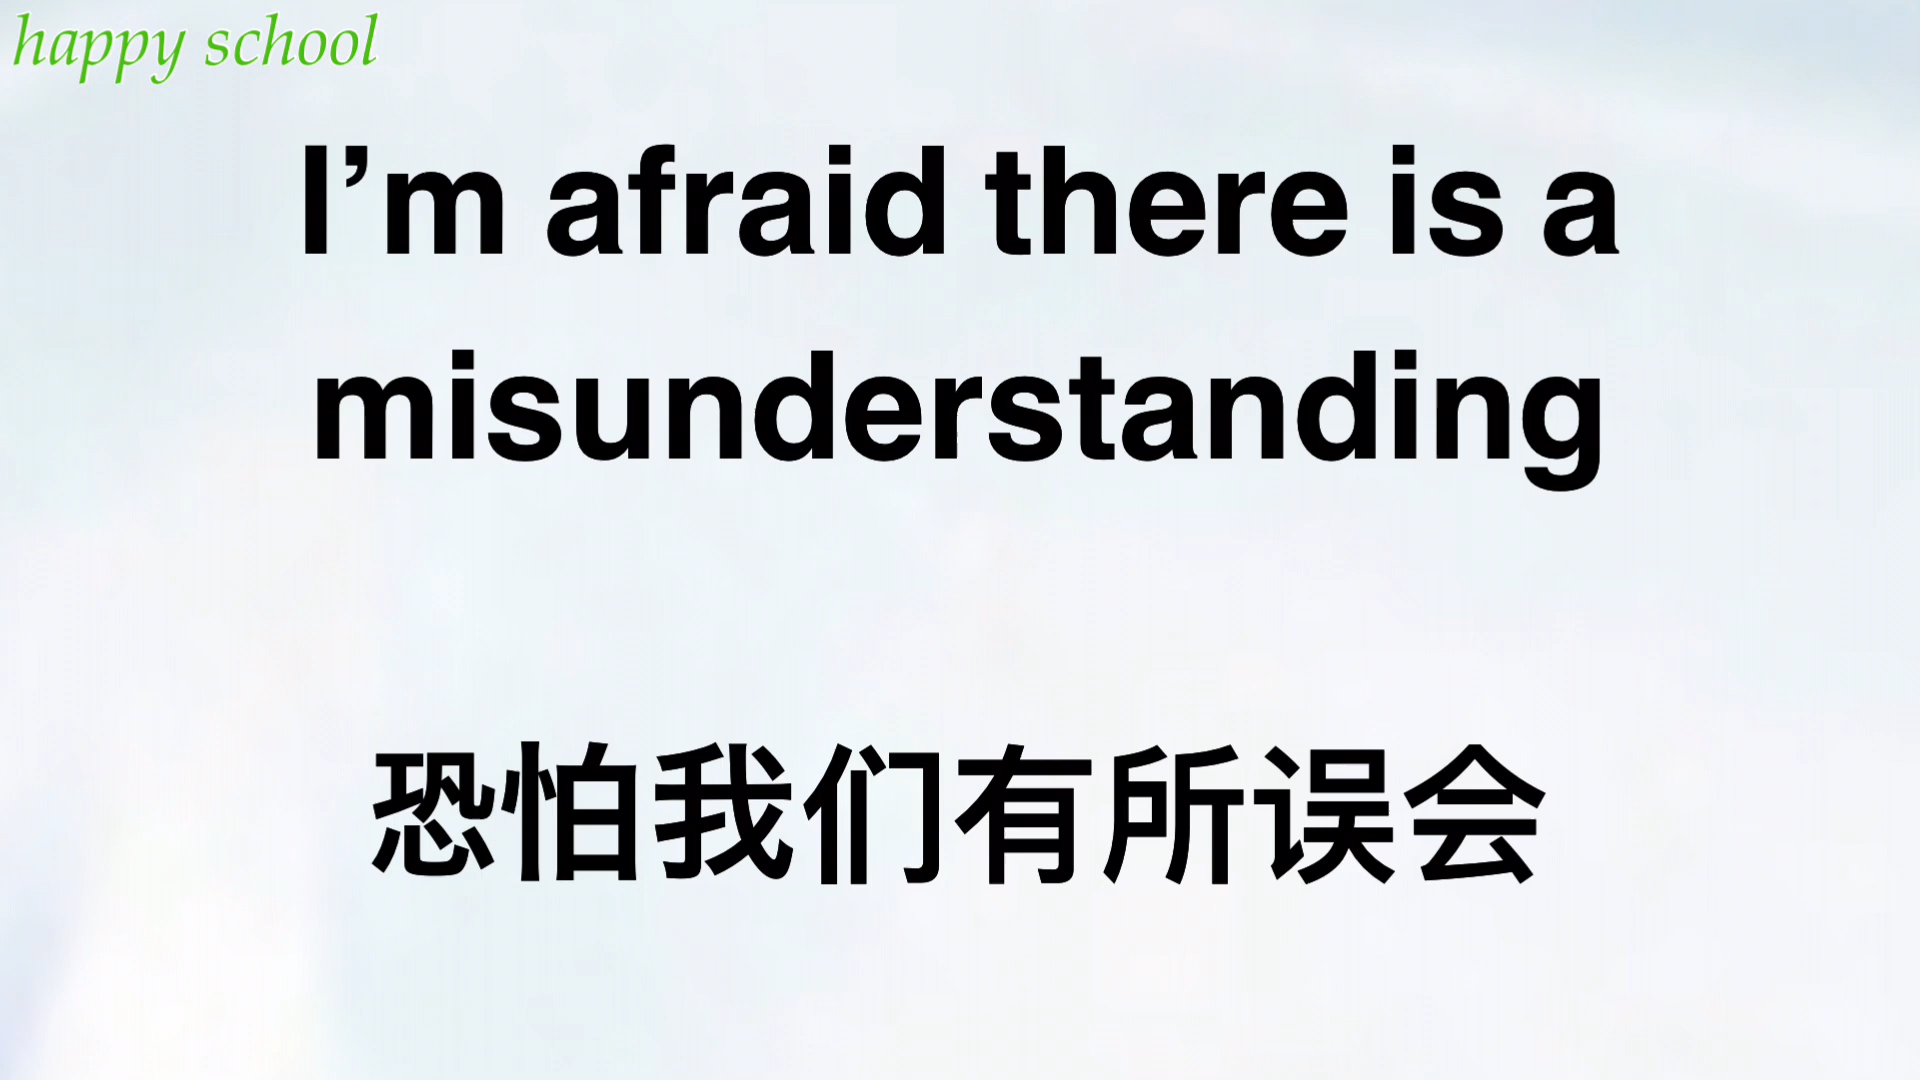 happy school
I’m afraid there is a
misunderstanding
恐怕我们有所误会